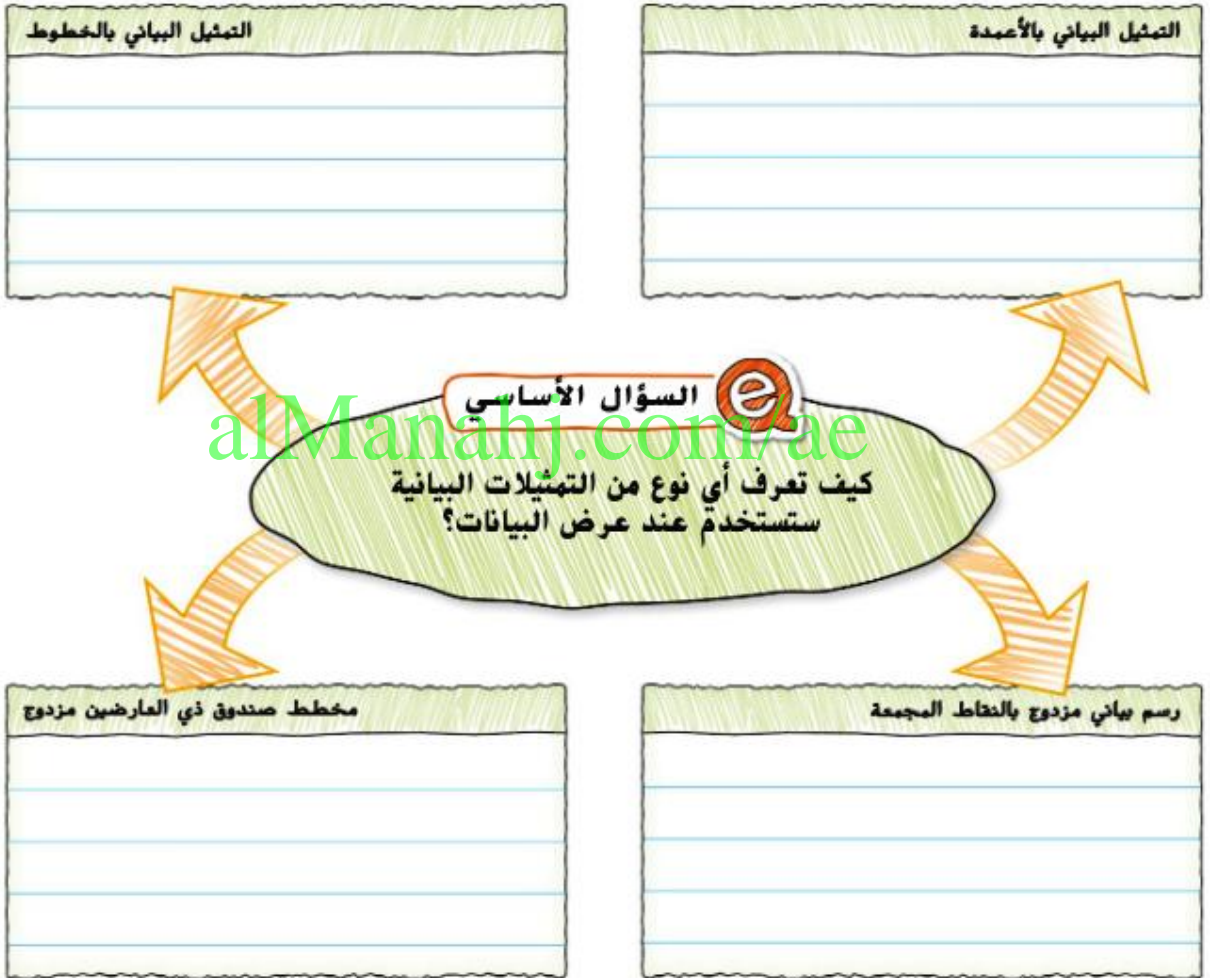 التمثيل البياني بالأعمدة
التمثيل البياني بالخطوط
السؤال الأساسي
alManahj.com/ae
كيف تعرف أي نوع من التمثيلات البيانية
ستستخدم عند عرض البيانات؟
رسم بياني مزدوج بالنقاط المجمعة
مخطط صندوق ذي العارضين مزدوج